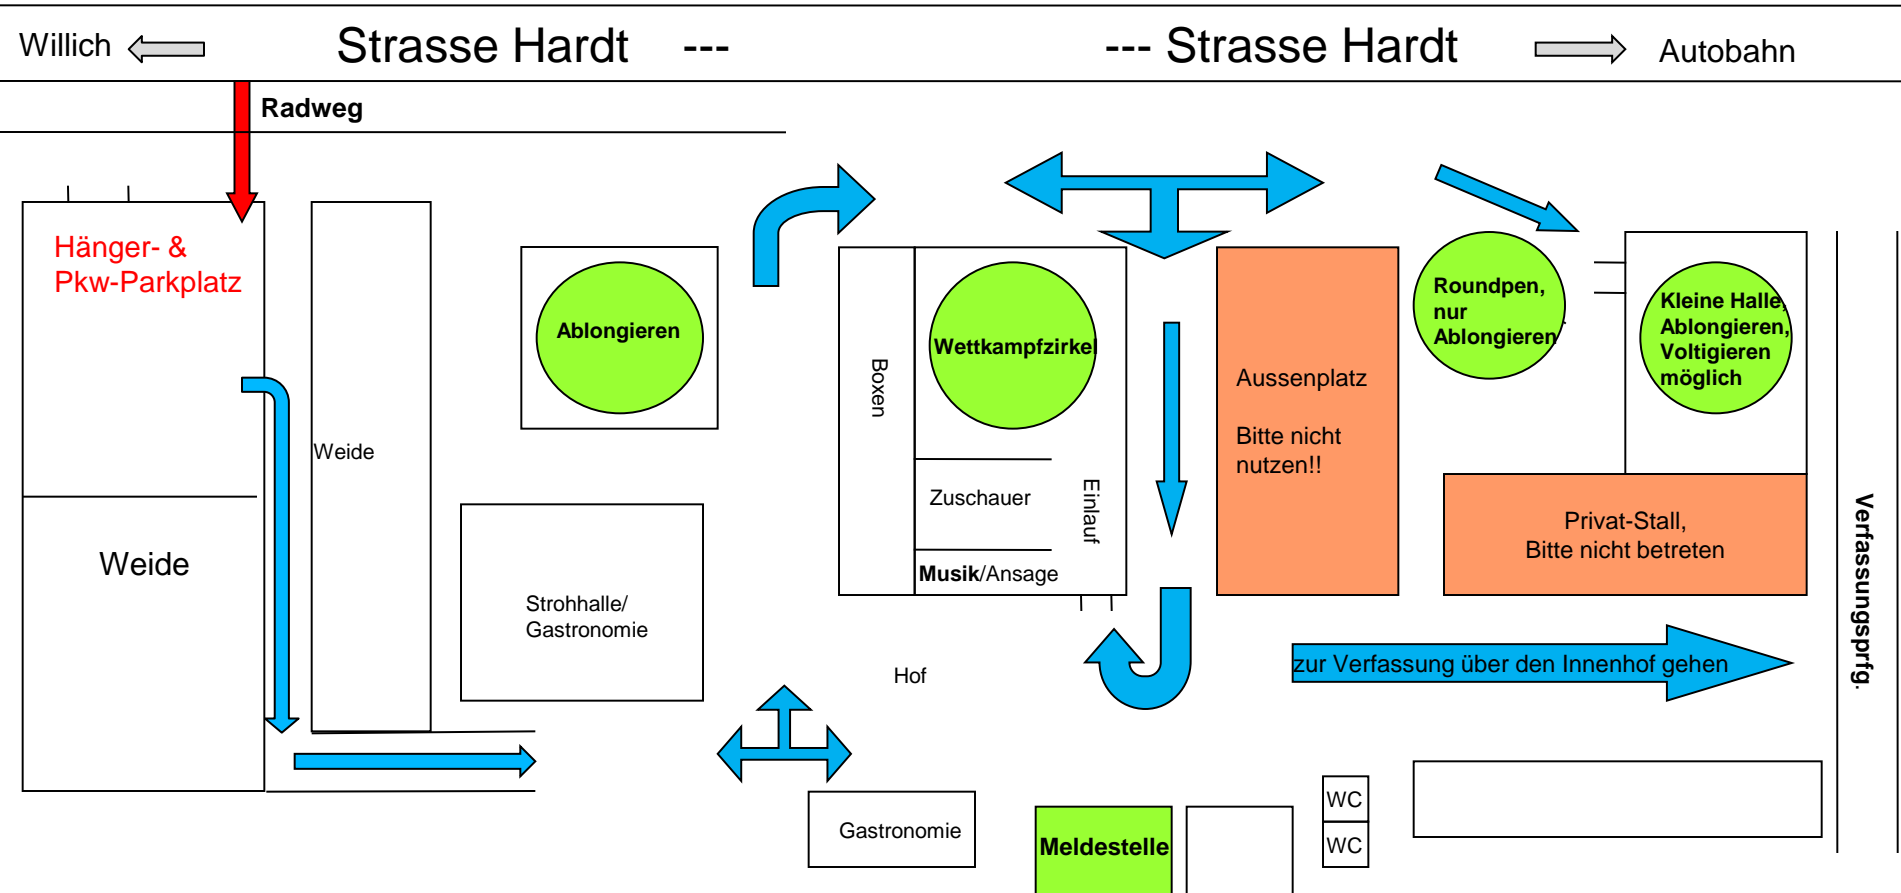 Willich
Strasse Hardt ---
--- Strasse Hardt
Autobahn
Radweg
Hänger- &
Pkw-Parkplatz
Weide
Weide
Ablongieren
Strohhalle/
Gastronomie
Boxen
Wettkampfzirkel
Zuschauer
Musik/Ansage
Einlauf
Aussenplatz
Bitte nicht
nutzen!!
Roundpen,
nur
Ablongieren
Kleine Halle,
Ablongieren,
Voltigieren
möglich
Privat-Stall,
Bitte nicht betreten
Verfassungsprfg.
Hof
zur Verfassung über den Innenhof gehen
Gastronomie
Meldestelle
WC
WC